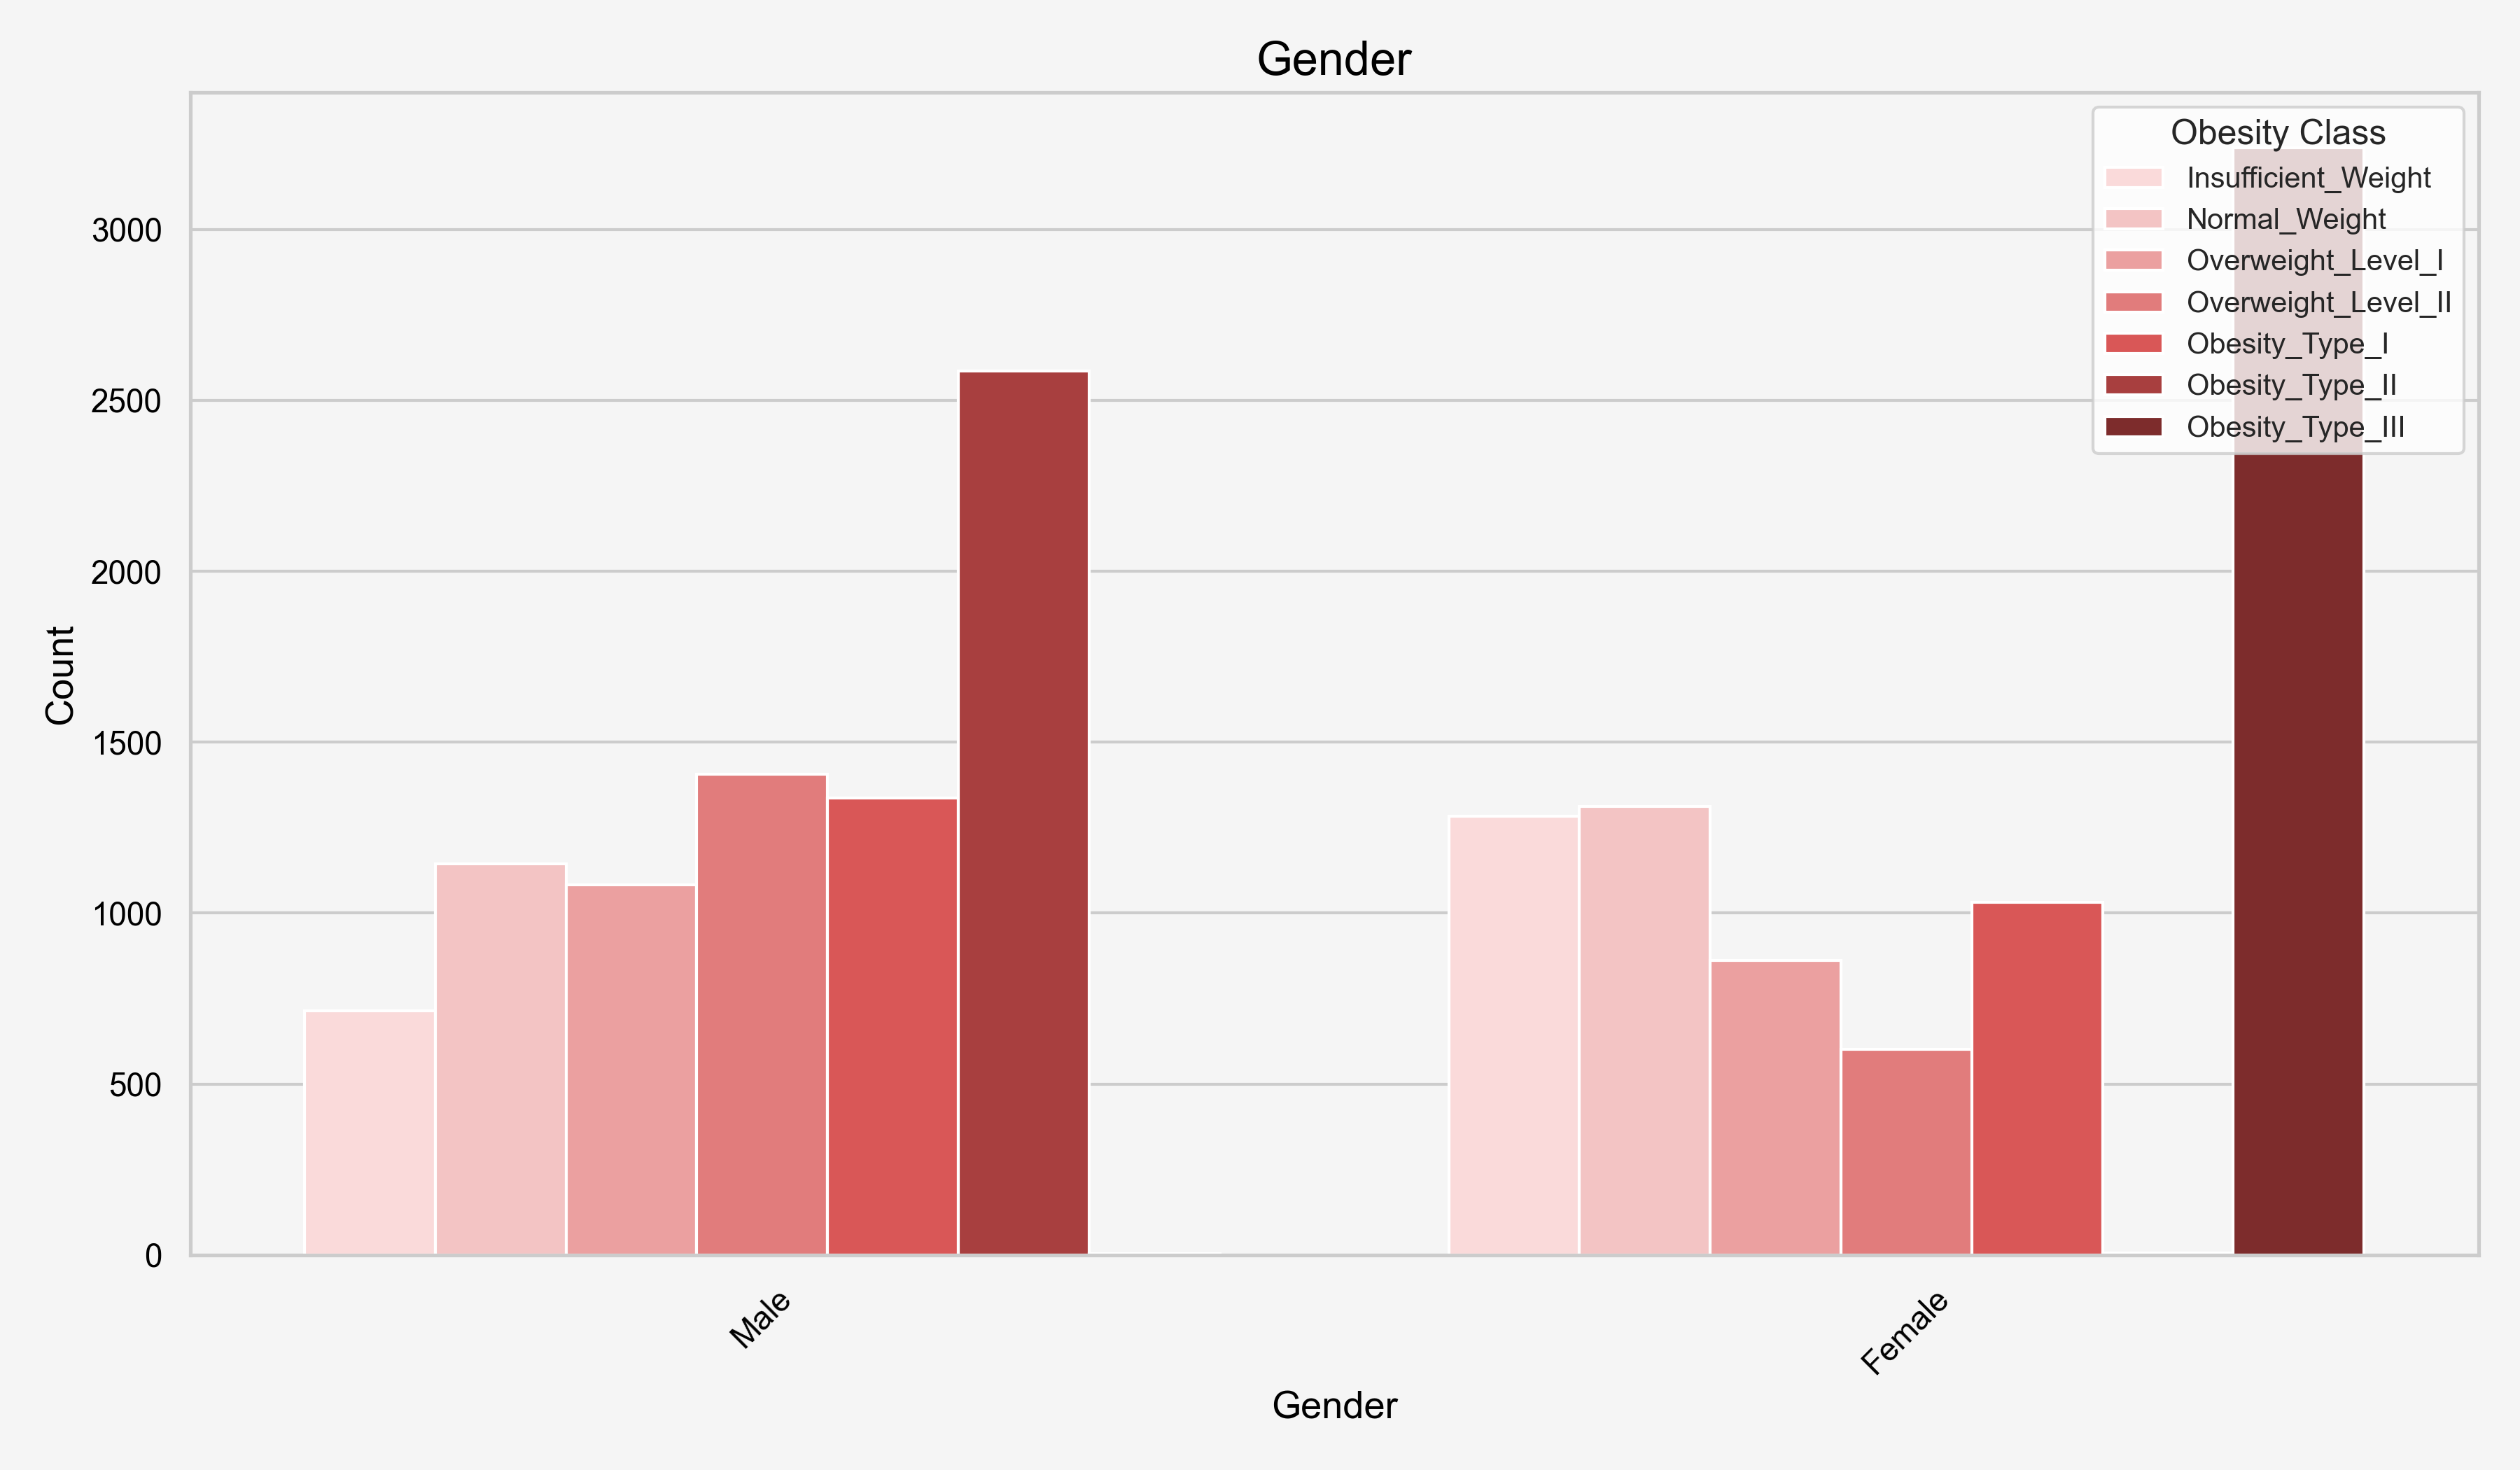 Gender
Obesity Class
Insufficient_Weight
Normal_Weight
Overweight_Level_I
Overweight_Level_II
Obesity_Type_I
Obesity_Type_II
Obesity_Type_III
Count
3000
2500
2000
1500
1000
500
0
Male
Female
Gender